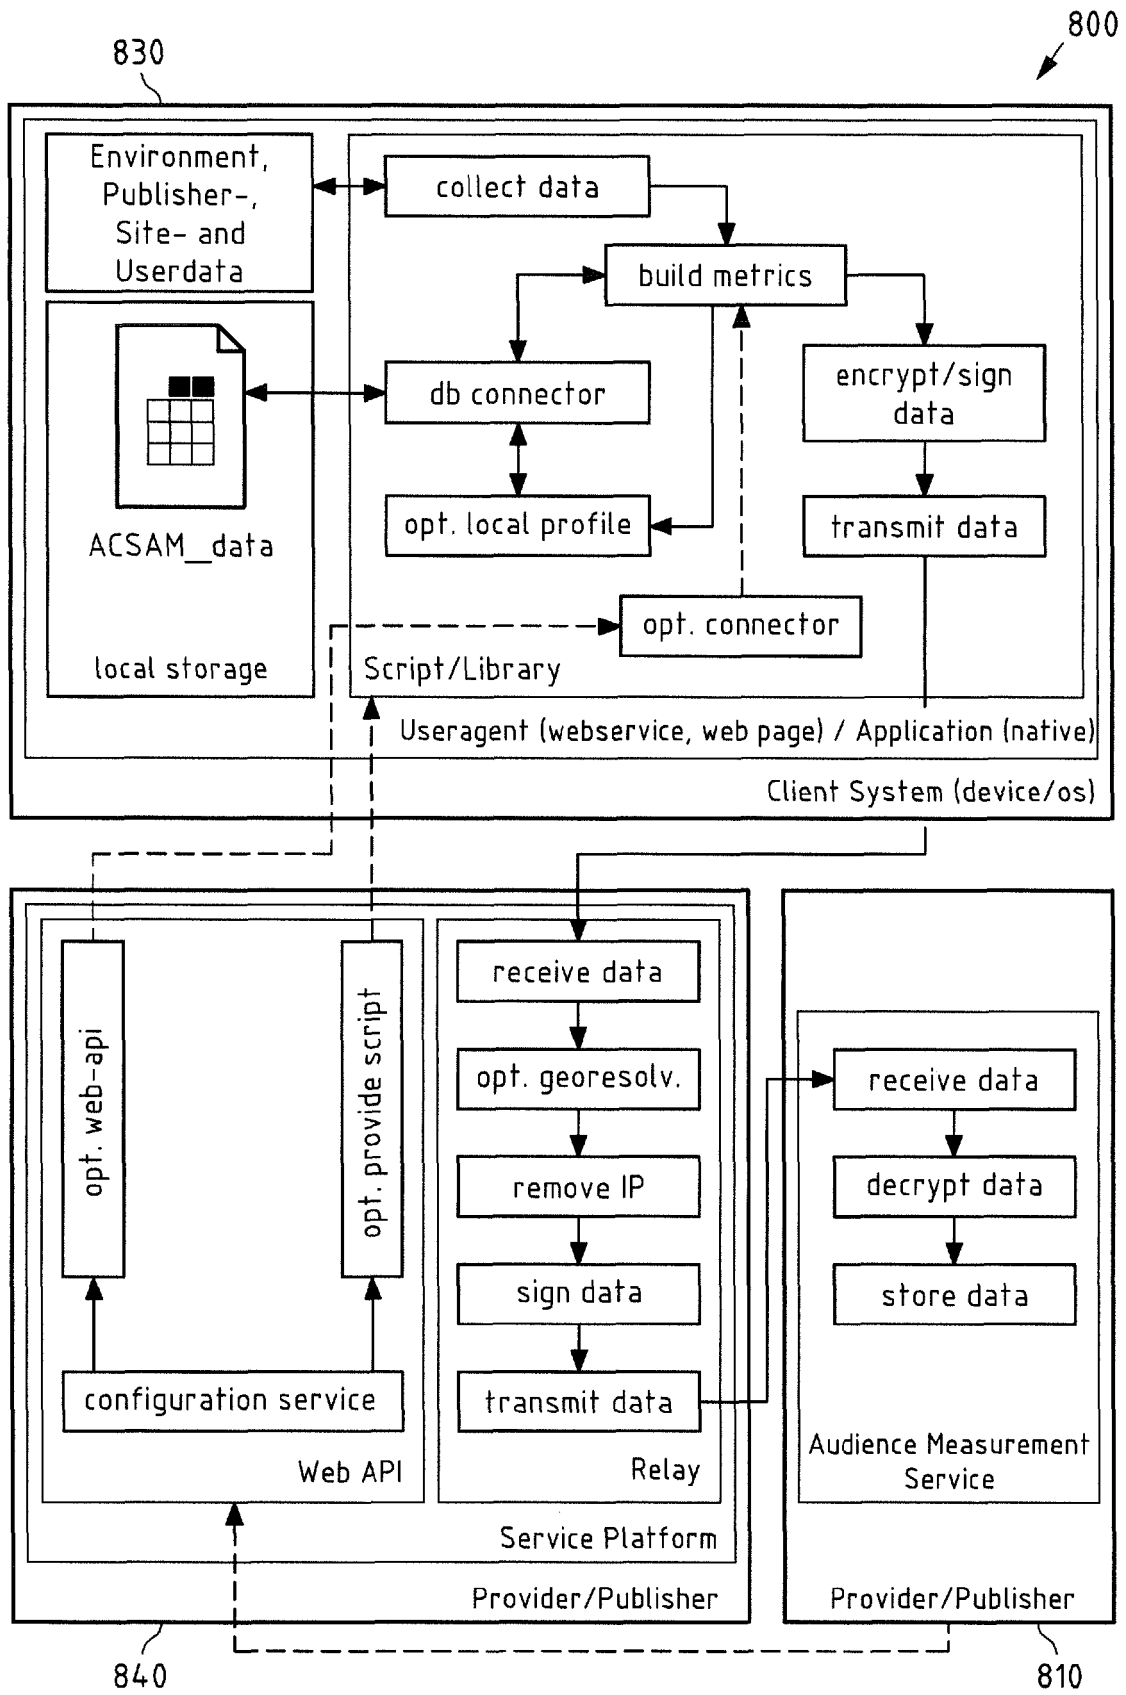 800
830
Environment,
Publisher-,
Site- and
Userdata
collect data
build metrics
db connector
encrypt/sign
data
opt. local profile
transmit data
ACSAM__data
opt. connector
local storage
Script/Library
Useragent (webservice, web page) / Application (native)
Client System (device/os)
opt. web-api
opt. provide script
configuration service
Web API
receive data
opt. georesolv.
remove IP
sign data
transmit data
Relay
Service Platform
Provider/Publisher
receive data
decrypt data
store data
Audience Measurement
Service
Provider/Publisher
840
810